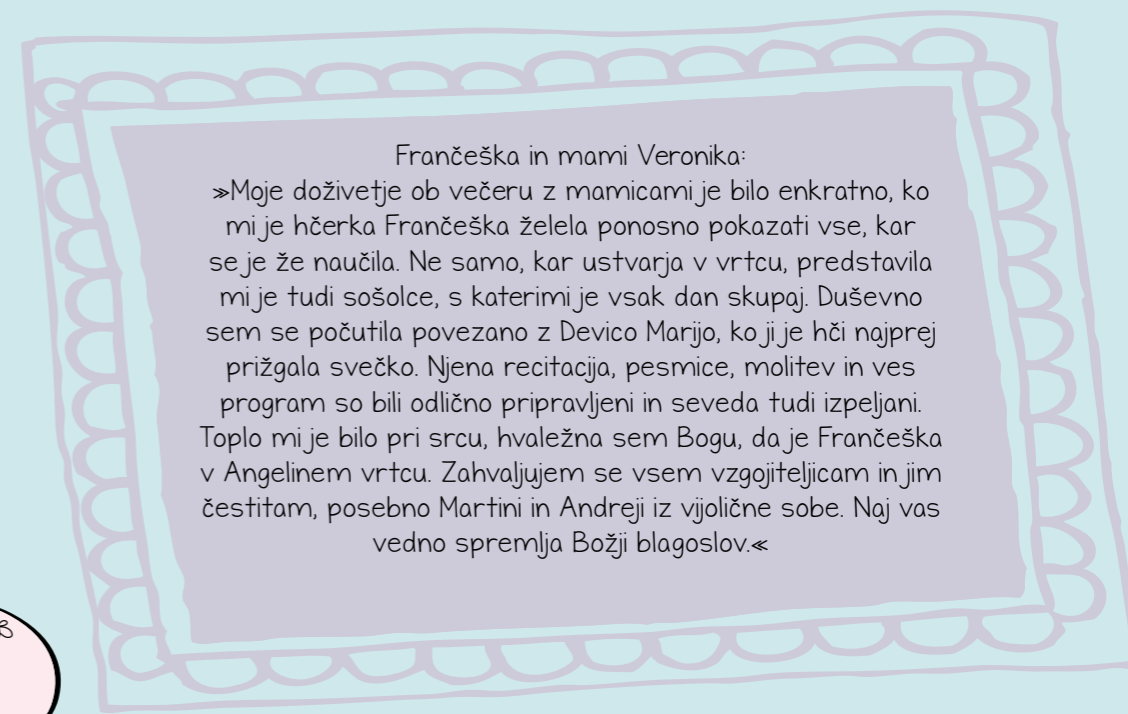 Frančeška in mami Veronika:
»Moje doživetje ob večeru z mamicami je bilo enkratno, ko
mi je hčerka Frančeška želela ponosno pokazati vse, kar
se je že naučila. Ne samo, kar ustvarja v vrtcu, predstavila
mi je tudi sošolce, s katerimi je vsak dan skupaj. Duševno
sem se počutila povezano z Devico Marijo, ko ji je hči najprej
prižgala svečko. Njena recitacija, pesmice, molitev in ves
program so bili odlično pripravljeni in seveda tudi izpeljani.
Toplo mi je bilo pri srcu, hvaležna sem Bogu, da je Frančeška
v Angelinem vrtcu. Zahvaljujem se vsem vzgojiteljicam in jim
čestitam, posebno Martini in Andreji iz vijolične sobe. Naj vas
vedno spremlja Božji blagoslov.«